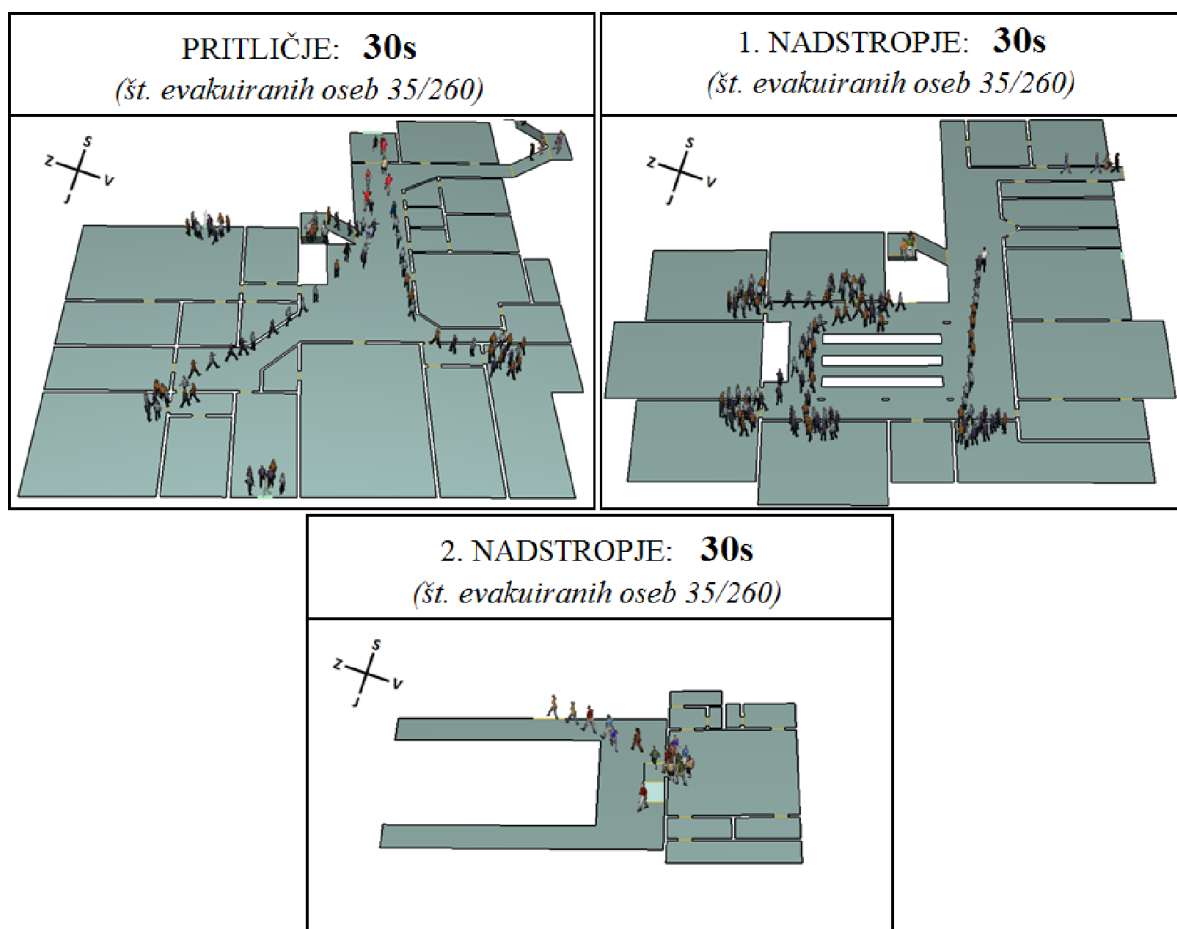 PRITLIČJE: 30s
(št. evakuiranih oseb 35/260)
S
Z
V
J
1. NADSTROPJE: 30s
(št. evakuiranih oseb 35/260)
S
Z
V
J
2. NADSTROPJE: 30s
(št. evakuiranih oseb 35/260)
S
Z
V
J